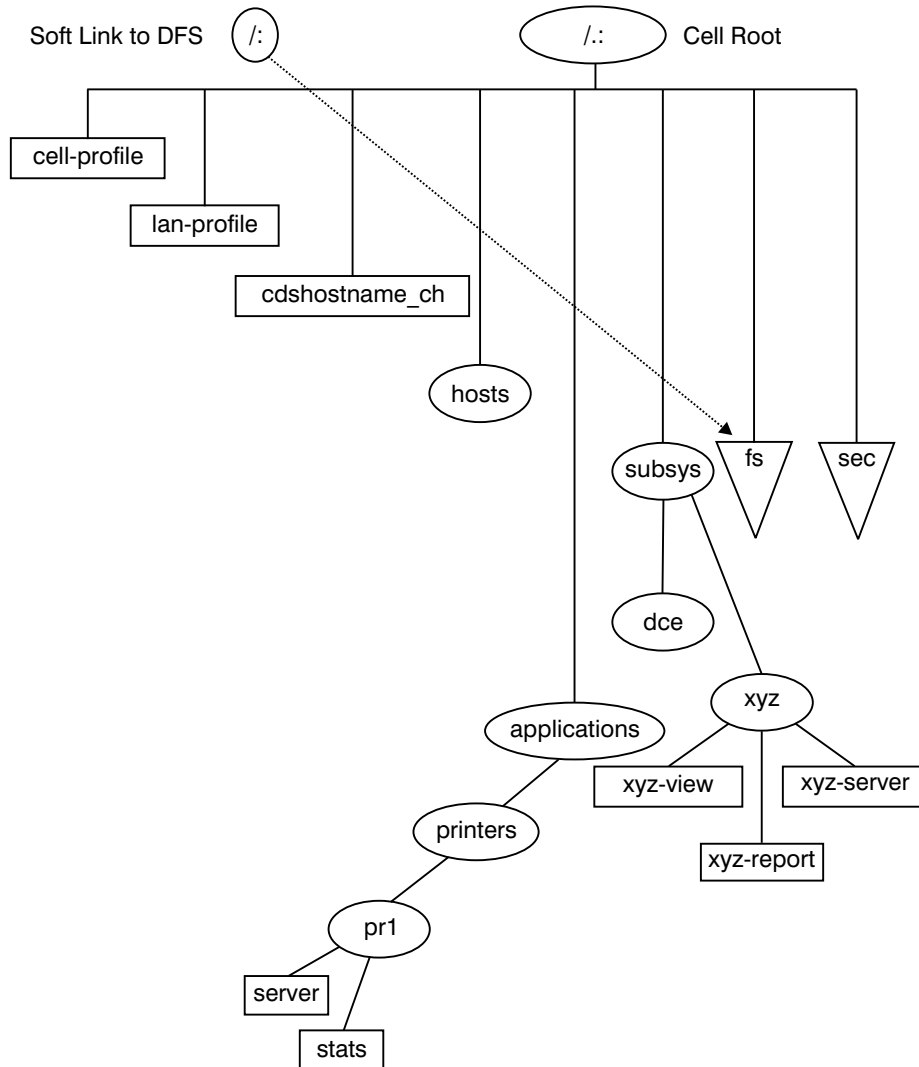 Soft Link to DFS
/:
/.:
Cell Root
cell-profile
lan-profile
cdshostname_ch
hosts
subsys
fs
sec
dce
xyz
applications
xyz-view
xyz-server
printers
xyz-report
pr1
server
stats